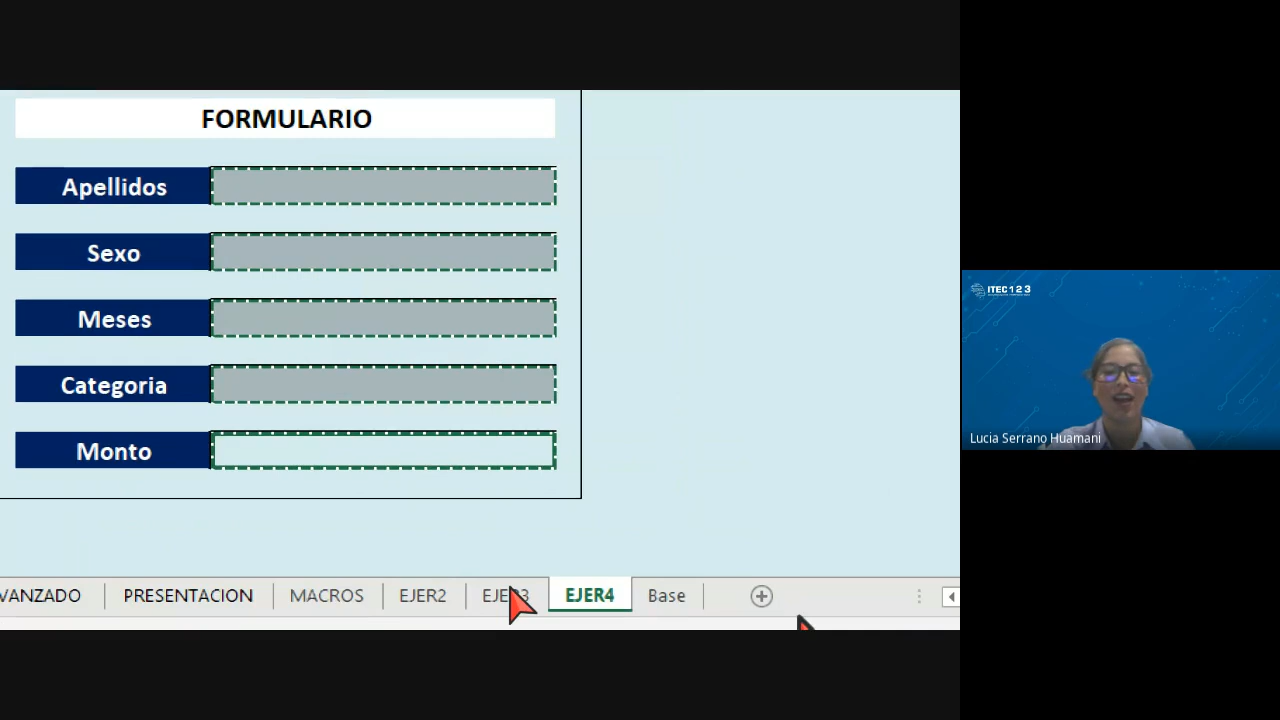 FORMULARIO
Apellidos
Sexo
Meses
Categoria
Monto
VANZADO PRESENTACION MACROS EJER2 EJER3 EJER4 Base
ITEC 1 2 3
Lucia Serrano Huamani